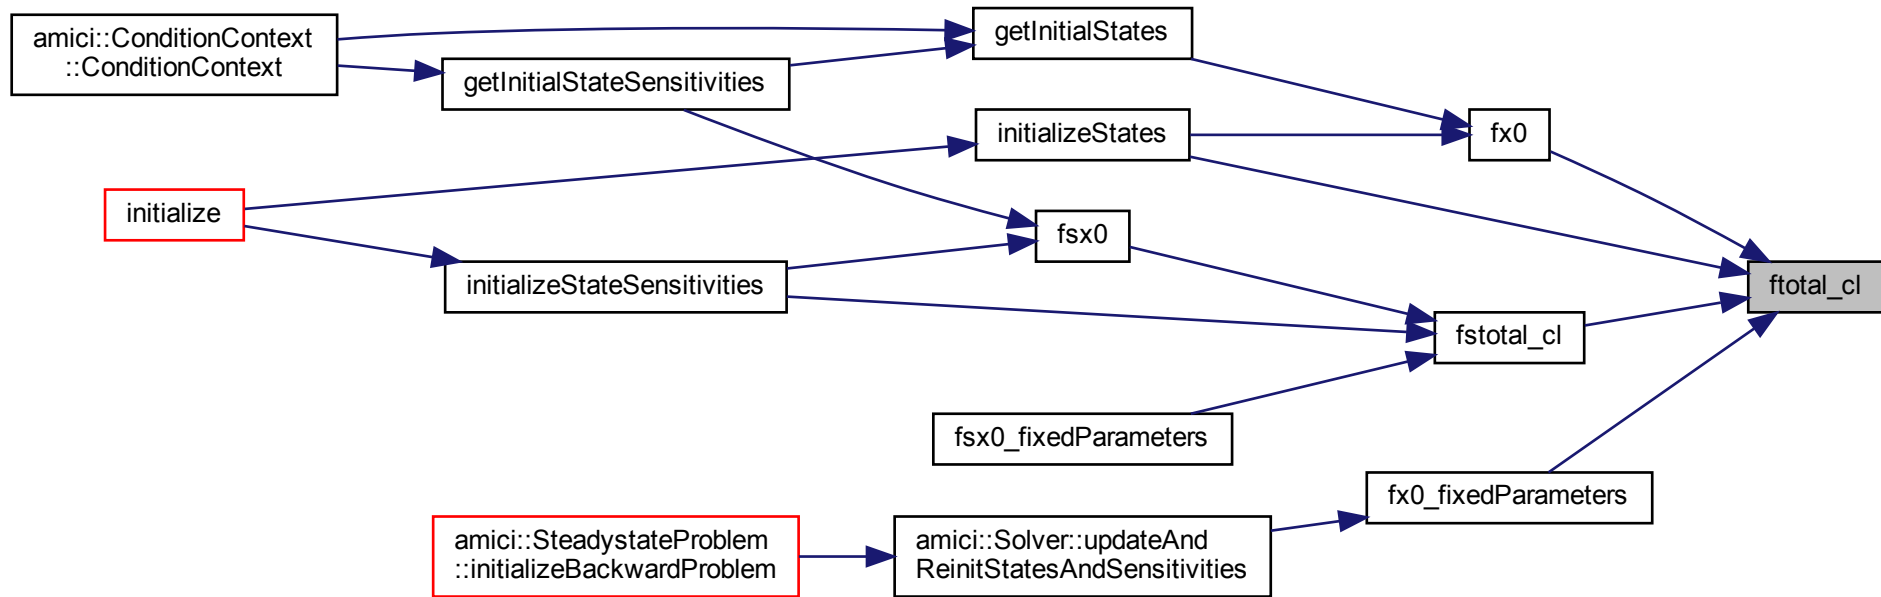 amici::ConditionContext
::ConditionContext
getInitialStates
getInitialStateSensitivities
initializeStates
fx0
initialize
fsx0
initializeStateSensitivities
ftotal_cl
fstotal_cl
fsx0_fixedParameters
fx0_fixedParameters
amici::SteadystateProblem
::initializeBackwardProblem
amici::Solver::updateAnd
ReinitStatesAndSensitivities